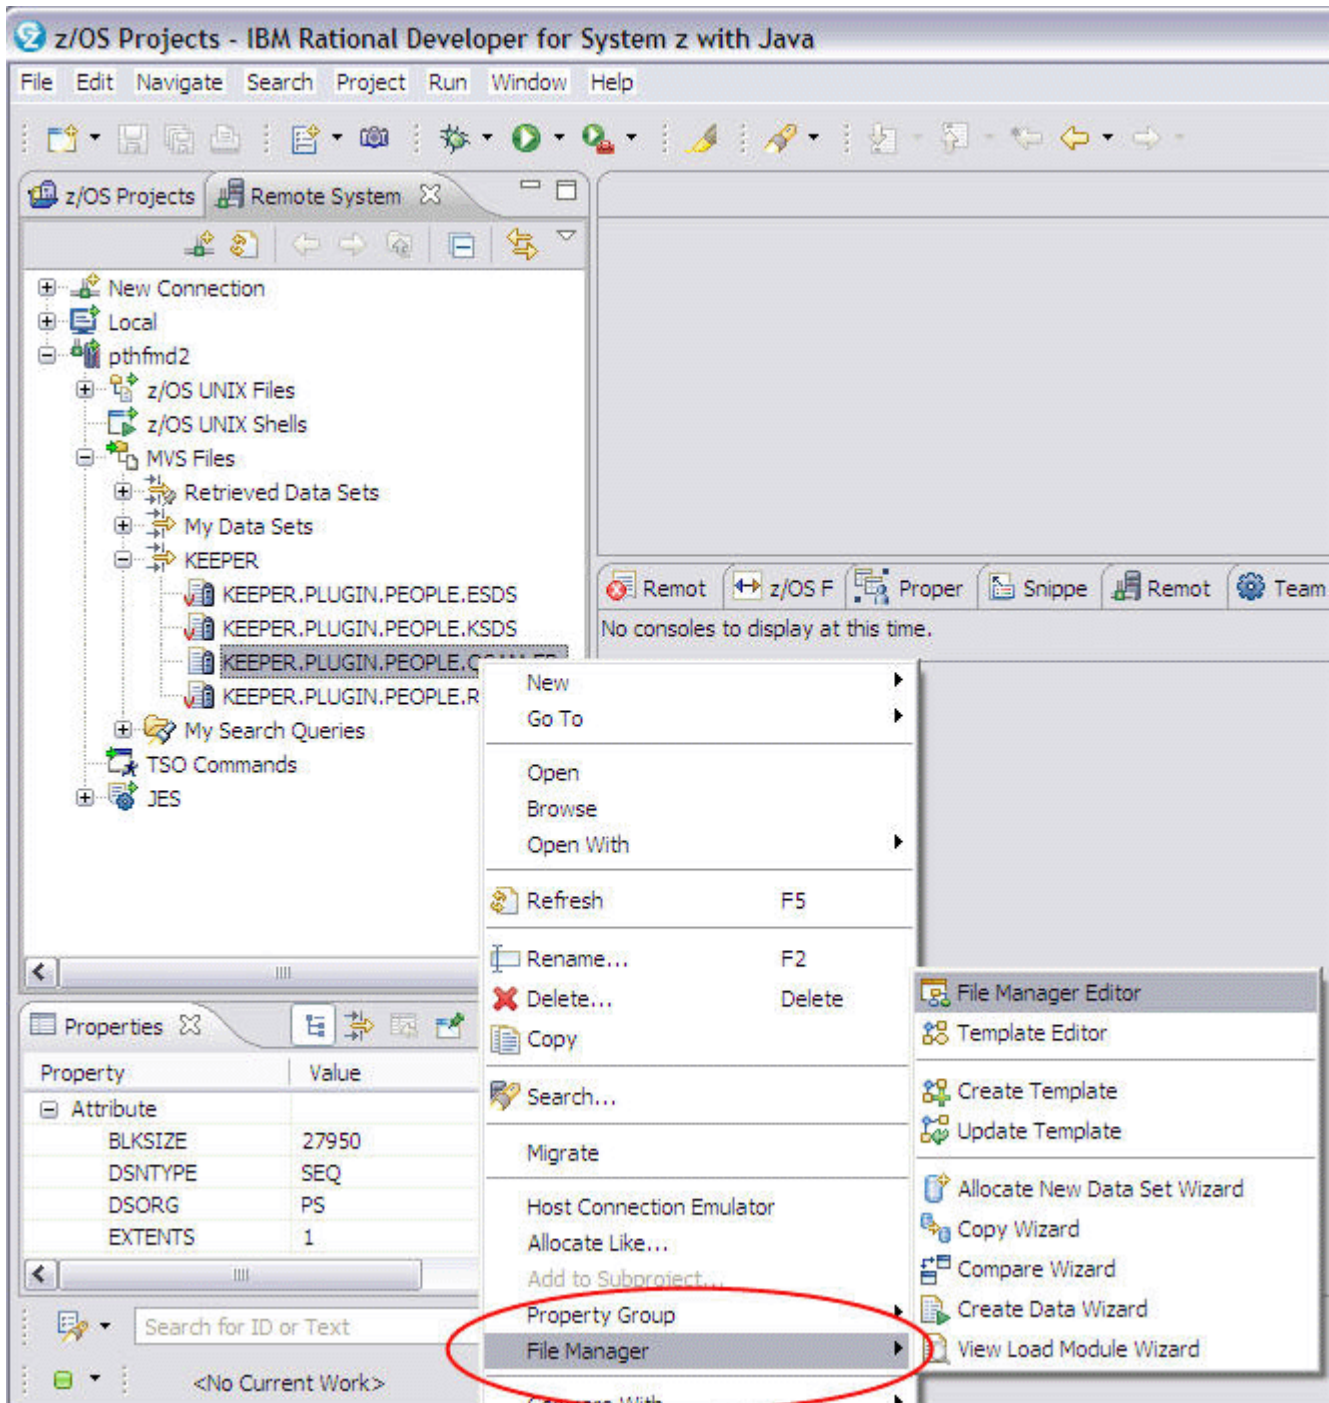 z/OS Projects - IBM Rational Developer for System z with Java
File Edit Navigate Search Project Run Window Help
z/OS Projects Remote System
New Connection
Local
pthfmd2
z/OS UNIX Files
z/OS UNIX Shells
MVS Files
Retrieved Data Sets
My Data Sets
KEEPER
KEEPER.PLUGIN.PEOPLE.ESDS
KEEPER.PLUGIN.PEOPLE.KSDS
KEEPER.PLUGIN.PEOPLE.
KEEPER.PLUGIN.PEOPLE.R
My Search Queries
TSO Commands
JES
Remot z/OS F Proper Snippe Remot Team
No consoles to display at this time.
New
Go To
Open
Browse
Open With
Refresh F5
Rename... F2
Delete... Delete
Copy
Search...
Migrate
Host Connection Emulator
Allocate Like...
Add to Subproject...
Property Group
File Manager
Compare With
File Manager Editor
Template Editor
Create Template
Update Template
Allocate New Data Set Wizard
Copy Wizard
Compare Wizard
Create Data Wizard
View Load Module Wizard
Properties
Property Value
Attribute
BLKSIZE 27950
DSNTYPE SEQ
DSORG PS
EXTENTS 1
Search for ID or Text
<No Current Work>